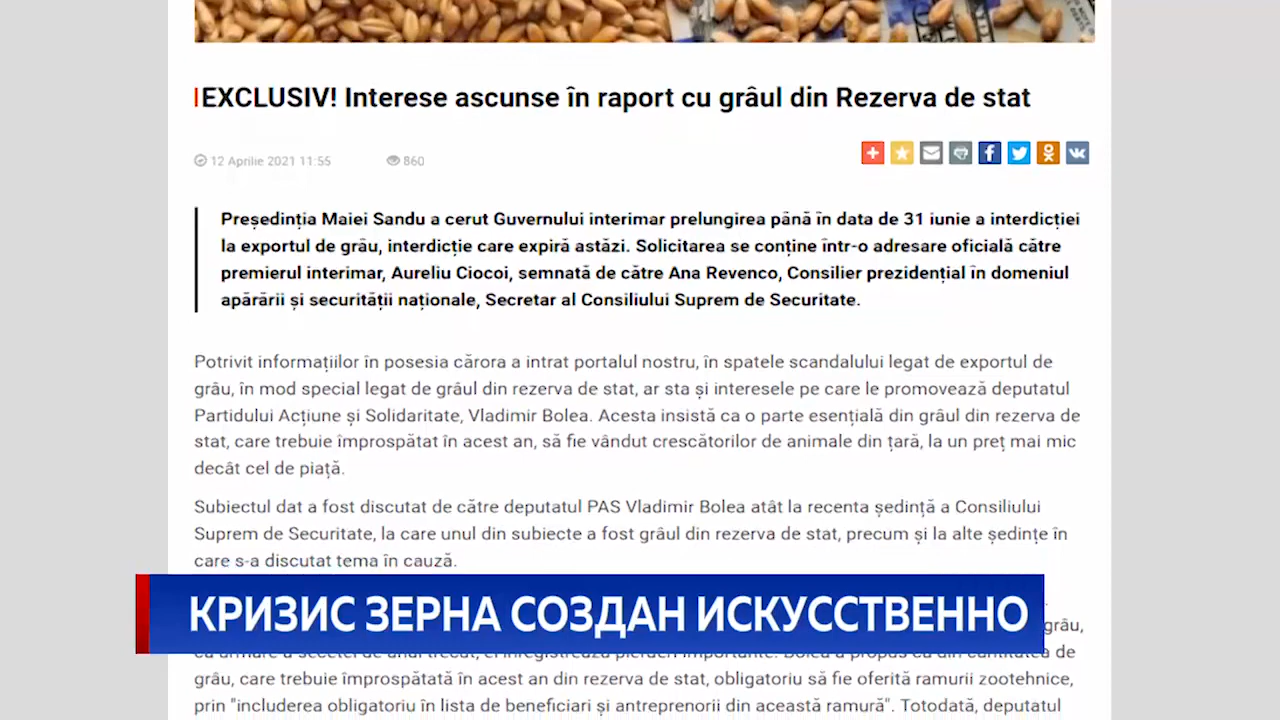 EXCLUSIV! Interese ascunse în raport cu grâul din Rezerva de stat
12 Aprilie 2021 11:55 860
Președinția Maiei Sandu a cerut Guvernului interimar prelungirea până în data de 31 iunie a interdicției
la exportul de grâu, interdicție care expiră astăzi. Solicitarea se conține într-o adresare oficială către
premierul interimar, Aureliu Ciocoi, semnată de către Ana Revenco, Consilier prezidențial în domeniul
apărării și securității naționale, Secretar al Consiliului Suprem de Securitate.
Potrivit informațiilor în posesia cărora a intrat portalul nostru, în spatele scandalului legat de exportul de
grâu, în mod special legat de grâul din rezerva de stat, ar sta și interesele pe care le promovează deputatul
Partidului Acțiune și Solidaritate, Vladimir Bolea. Acesta insistă ca o parte esențială din grâul din rezerva de
stat, care trebuie împrospătat în acest an, să fie vândut crescătorilor de animale din țară, la un preț mai mic
decât cel de piață.
Subiectul dat a fost discutat de către deputatul PAS Vladimir Bolea atât la recenta ședință a Consiliului
Suprem de Securitate, la care unul din subiecte a fost grâul din rezerva de stat, precum și la alte ședințe în
care s-a discutat tema în cauză.
КРИЗИС ЗЕРНА СОЗДАН ИСКУССТВЕННО
grâu,
de
grâu, care trebuie împrospătată în acest an din rezerva de stat, obligatoriu să fie oferită ramurii zootehnice,
prin "includerea obligatoriu în lista de beneficiari și antreprenorii din această ramură". Totodată, deputatul